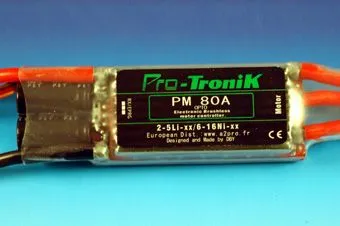 Pro-TroniK
PM 80A
OPTO
Electronic Brushless
motor controller
2-5Li-xx/6-16Ni-xx
European Dist. :www.a2pro.fr
Designed and Made by DBY
Motor
CE